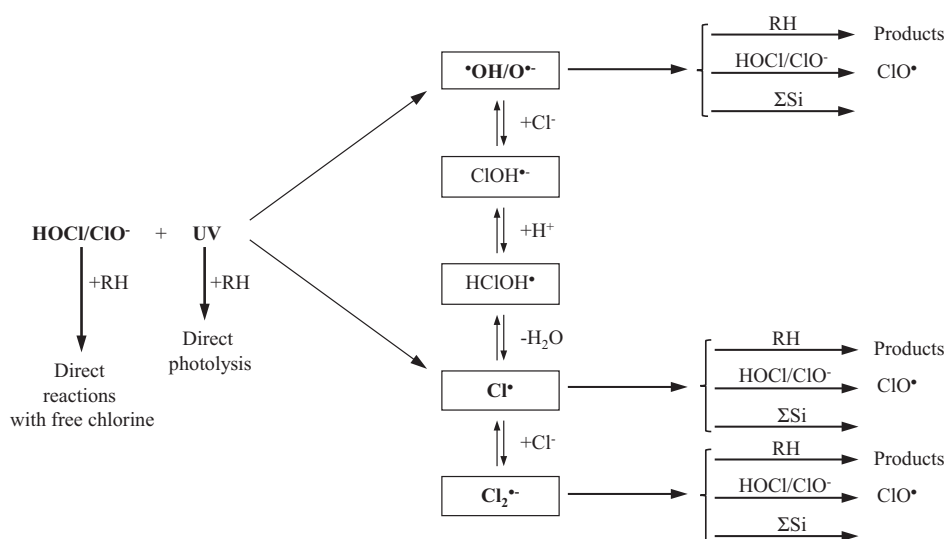 HOCl/ClO⁻ + UV
+RH
+RH
Direct
reactions
with free chlorine
Direct
photolysis
•OH/O•⁻
+Cl⁻
ClOH•⁻
+H⁺
HClOH•
-H₂O
Cl•
+Cl⁻
Cl₂•⁻
RH Products
HOCl/ClO⁻ ClO•
ΣSi
RH Products
HOCl/ClO⁻ ClO•
ΣSi
RH Products
HOCl/ClO⁻ ClO•
ΣSi